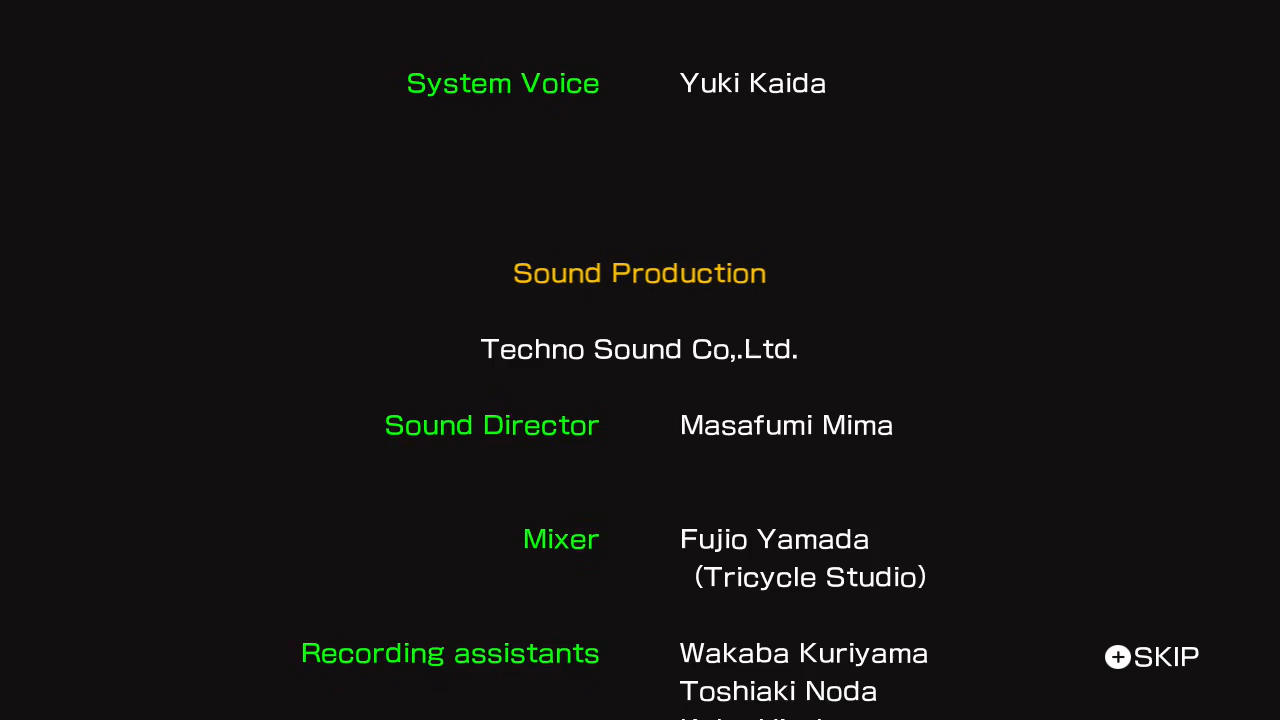 System Voice Yuki Kaida
Sound Production
Techno Sound Co,.Ltd.
Sound Director Masafumi Mima
Mixer Fujio Yamada
(Tricycle Studio)
Recording assistants Wakaba Kuriyama
Toshiaki Noda
+SKIP